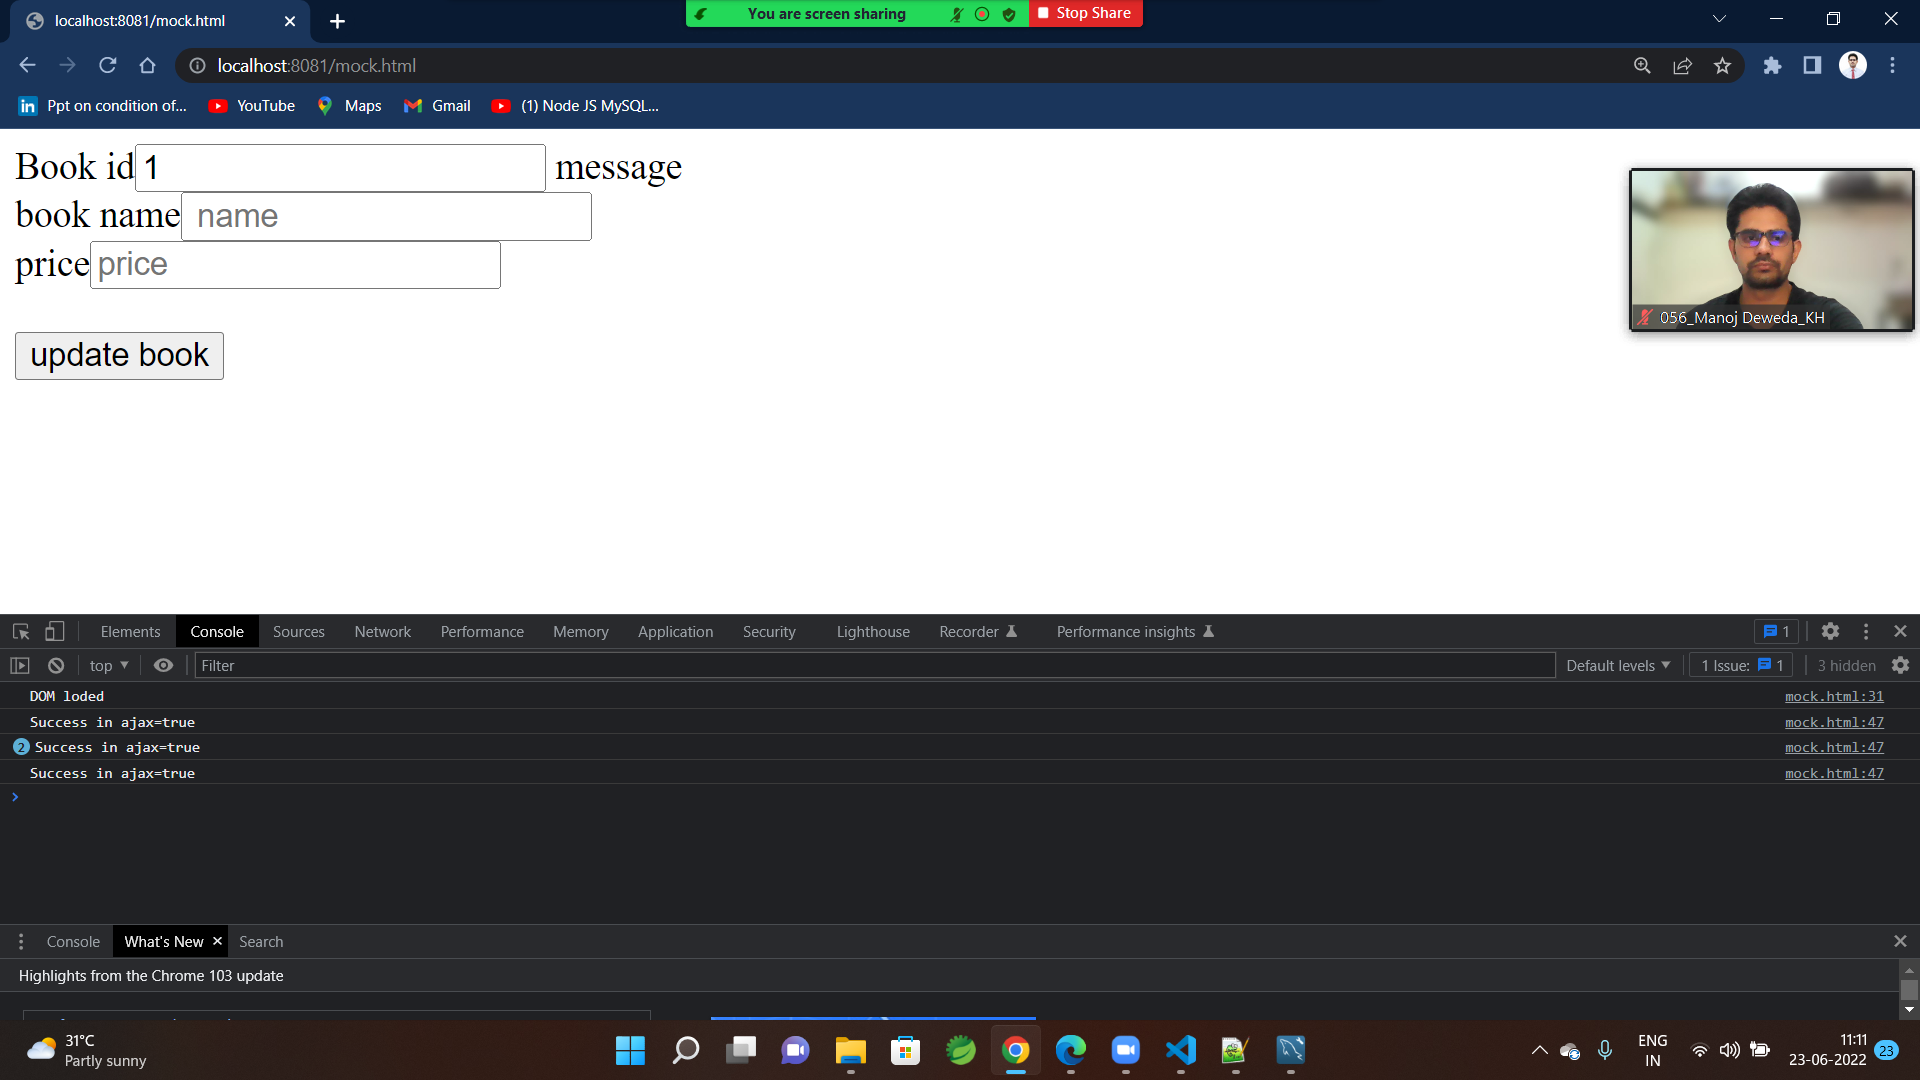 localhost:8081/mock.html
You are screen sharing
Stop Share
localhost:8081/mock.html
Ppt on condition of... YouTube Maps Gmail (1) Node JS MySQL...
Book id 1 message
book name name
price price
update book
056_Manoj Deweda_KH
Elements Console Sources Network Performance Memory Application Security Lighthouse Recorder Performance insights 1
top Filter Default levels 1 Issue: 1 3 hidden
DOM loded mock.html:31
Success in ajax=true mock.html:47
2 Success in ajax=true mock.html:47
Success in ajax=true mock.html:47
Console What's New Search
Highlights from the Chrome 103 update
31°C
Partly sunny
ENG
IN
11:11
23-06-2022
23